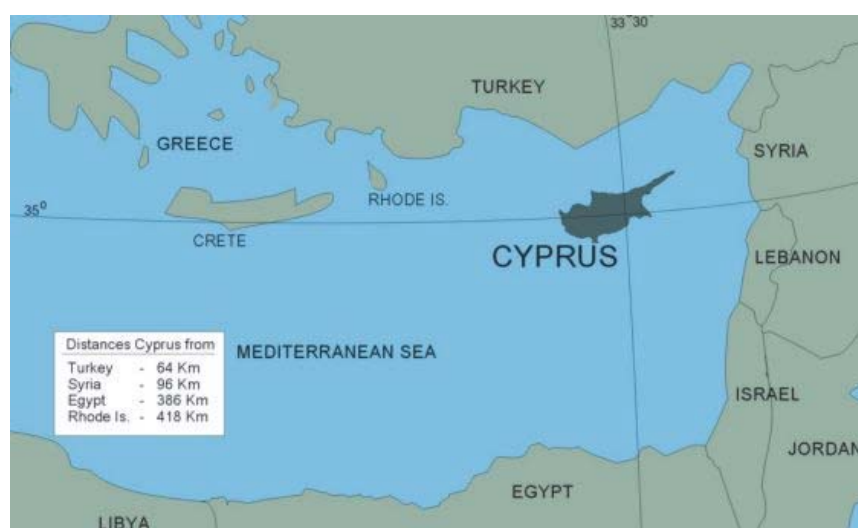 33° 30'
TURKEY
GREECE
SYRIA
RHODE IS.
35°
CRETE
CYPRUS
LEBANON
Distances Cyprus from
Turkey - 64 Km
Syria - 96 Km
Egypt - 386 Km
Rhode Is. - 418 Km
MEDITERRANEAN SEA
ISRAEL
JORDAN
EGYPT
LIBYA